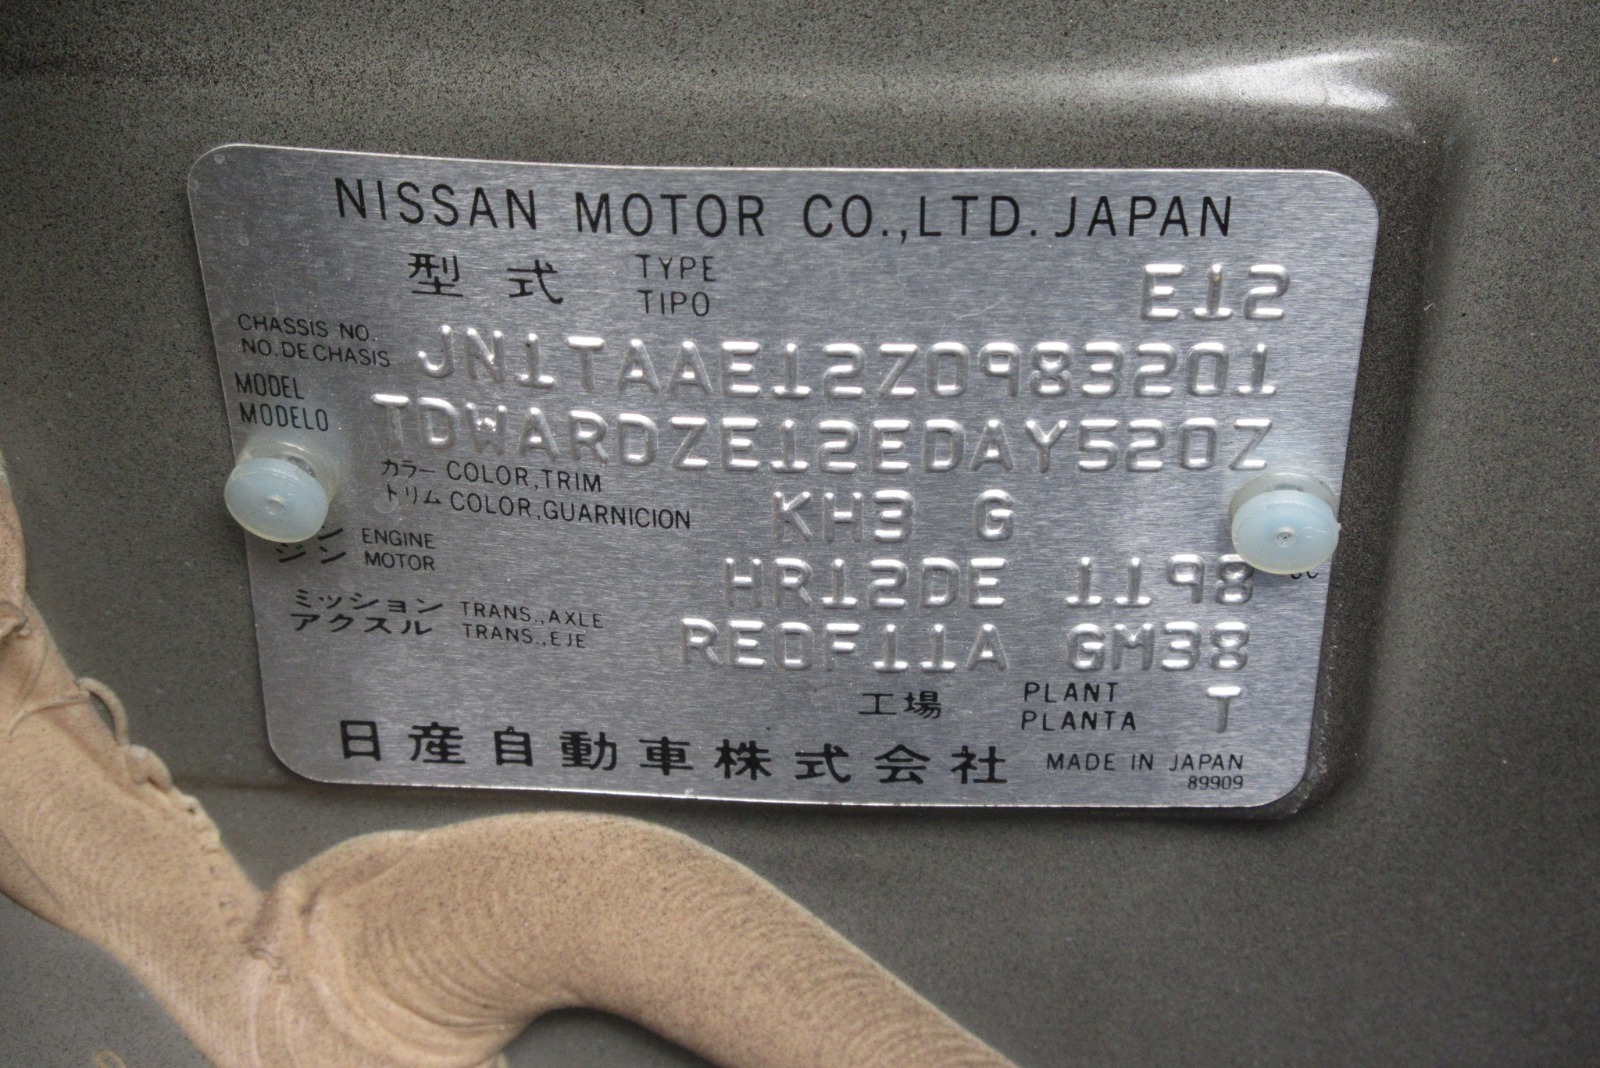 NISSAN MOTOR CO.,LTD. JAPAN
型式 TYPE TIPO E12
CHASSIS NO.
NO.DE CHASIS JN1TAAE12Z0983201
MODEL
MODELO TDWARDZE12EDAY520Z
カラー COLOR,TRIM
トリム COLOR,GUARNICION KH3 G
ン ENGINE
ジン MOTOR HR12DE 1198
ミッション TRANS.,AXLE
アクスル TRANS.,EJE RE0F11A GM38
工場 PLANT PLANTA T
日産自動車株式会社 MADE IN JAPAN
89909